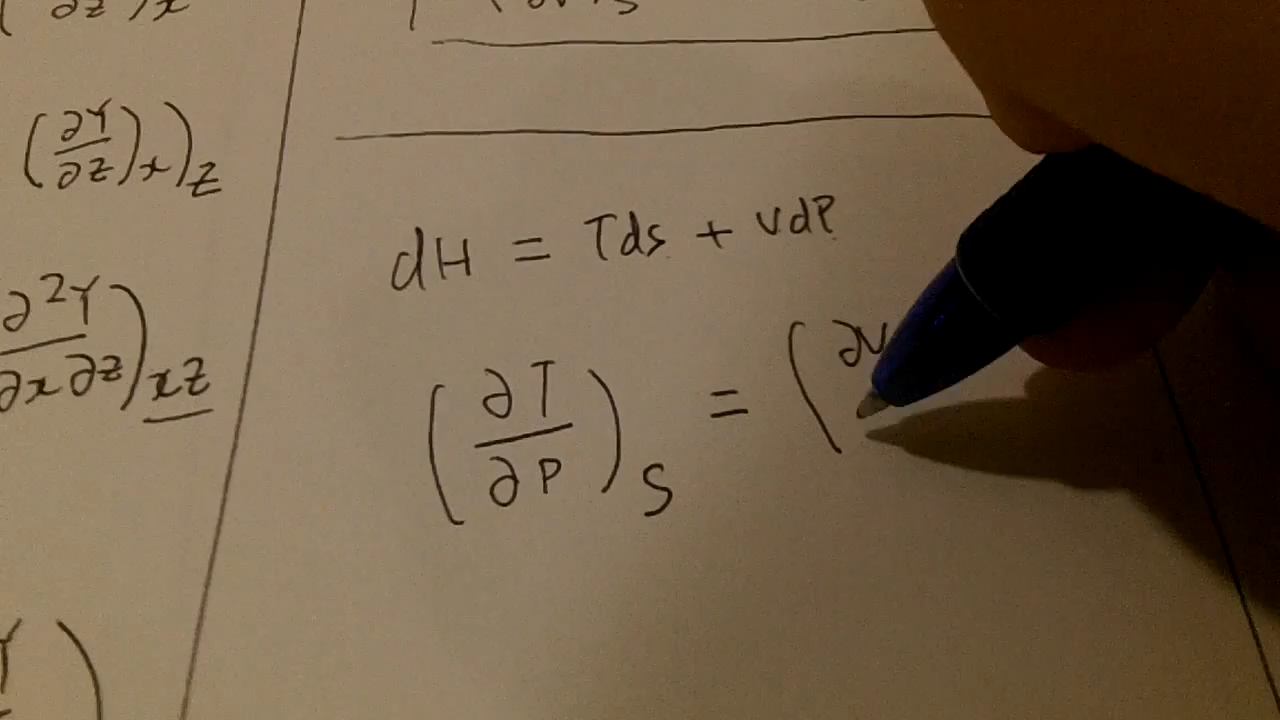 (∂Y/∂Z)x)z
∂²Y/∂x∂z)xz
dH = Tds + VdP
(∂T/∂P)S = (∂V